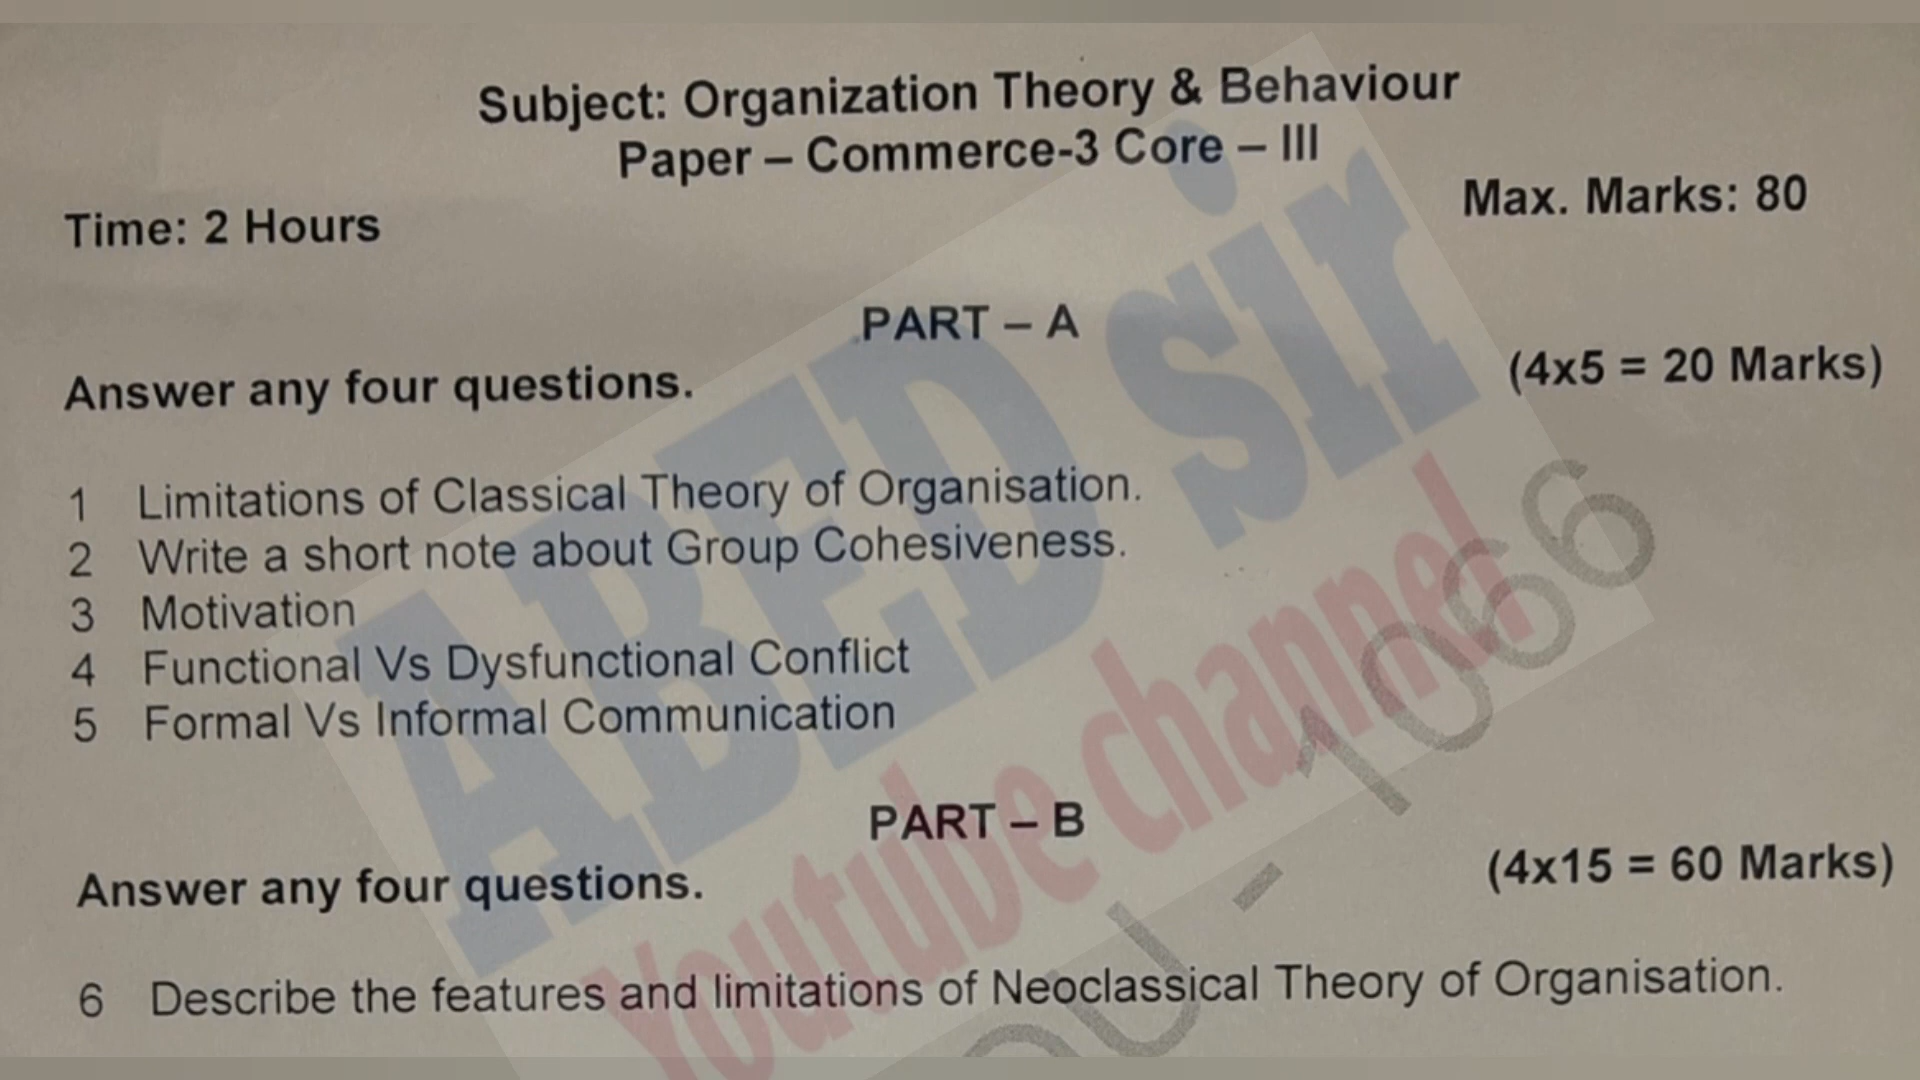 Subject: Organization Theory & Behaviour
Paper – Commerce-3 Core – III
Time: 2 Hours
Max. Marks: 80
PART – A
Answer any four questions.
(4x5 = 20 Marks)
1 Limitations of Classical Theory of Organisation.
2 Write a short note about Group Cohesiveness.
3 Motivation
4 Functional Vs Dysfunctional Conflict
5 Formal Vs Informal Communication
PART – B
Answer any four questions.
(4x15 = 60 Marks)
6 Describe the features and limitations of Neoclassical Theory of Organisation.
ABED sir
Youtube channel
OU - 1066